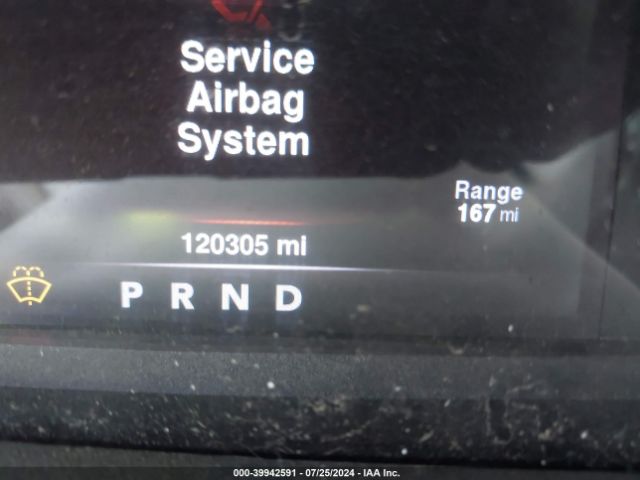 Service
Airbag
System
Range
167 mi
120305 mi
P R N D
000-39942591 - 07/25/2024 - IAA Inc.